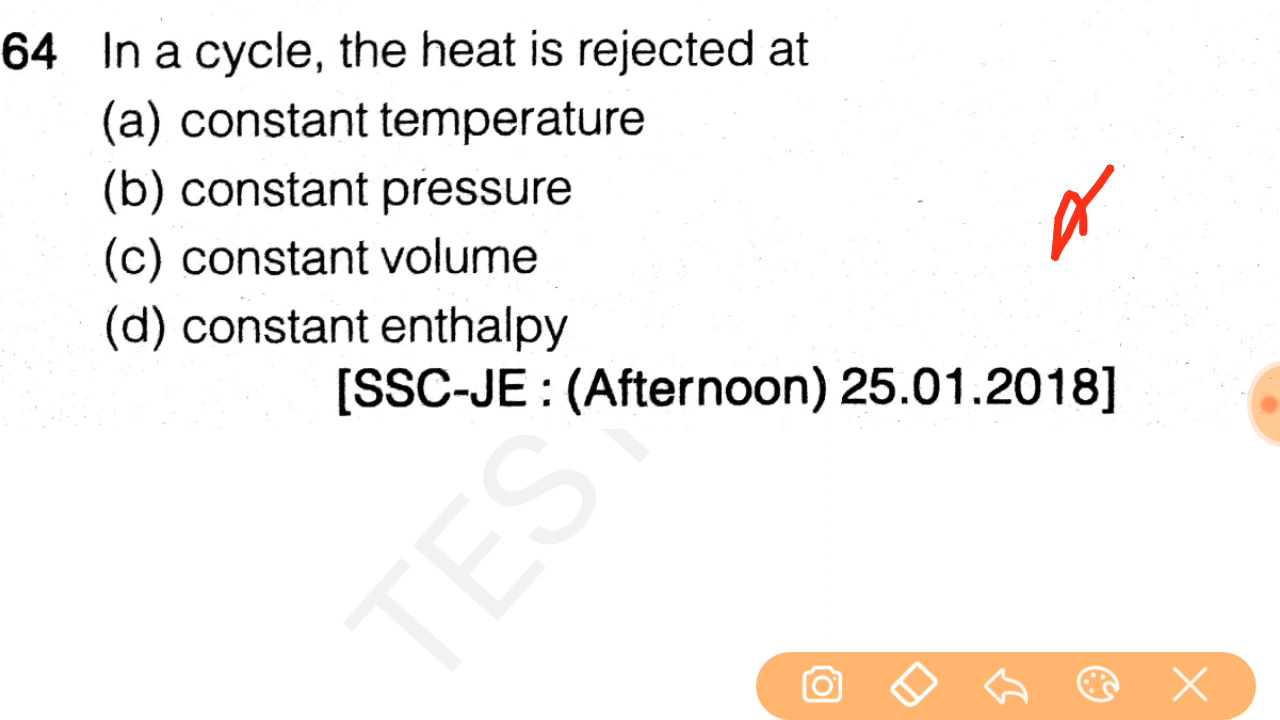 64 In a cycle, the heat is rejected at
(a) constant temperature
(b) constant pressure
(c) constant volume
(d) constant enthalpy
[SSC-JE : (Afternoon) 25.01.2018]